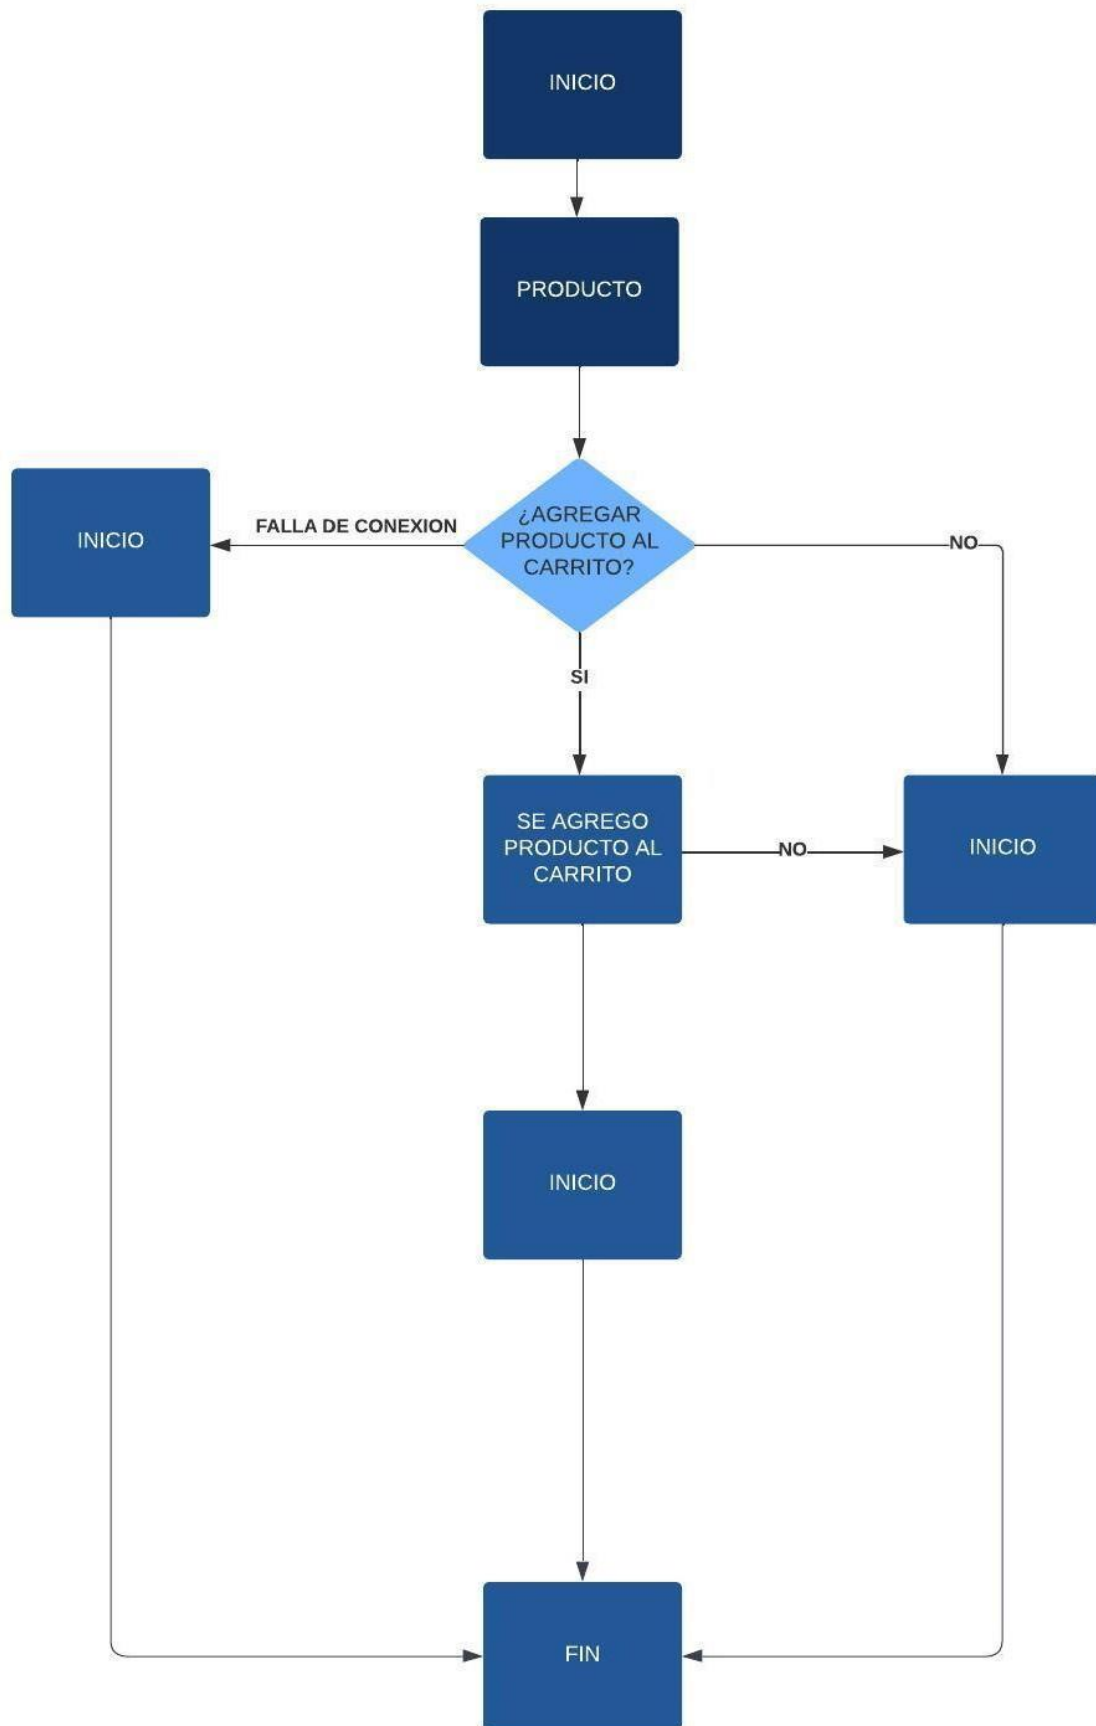 INICIO
PRODUCTO
¿AGREGAR
PRODUCTO AL
CARRITO?
FALLA DE CONEXION
INICIO
NO
SI
SE AGREGO
PRODUCTO AL
CARRITO
NO
INICIO
INICIO
FIN